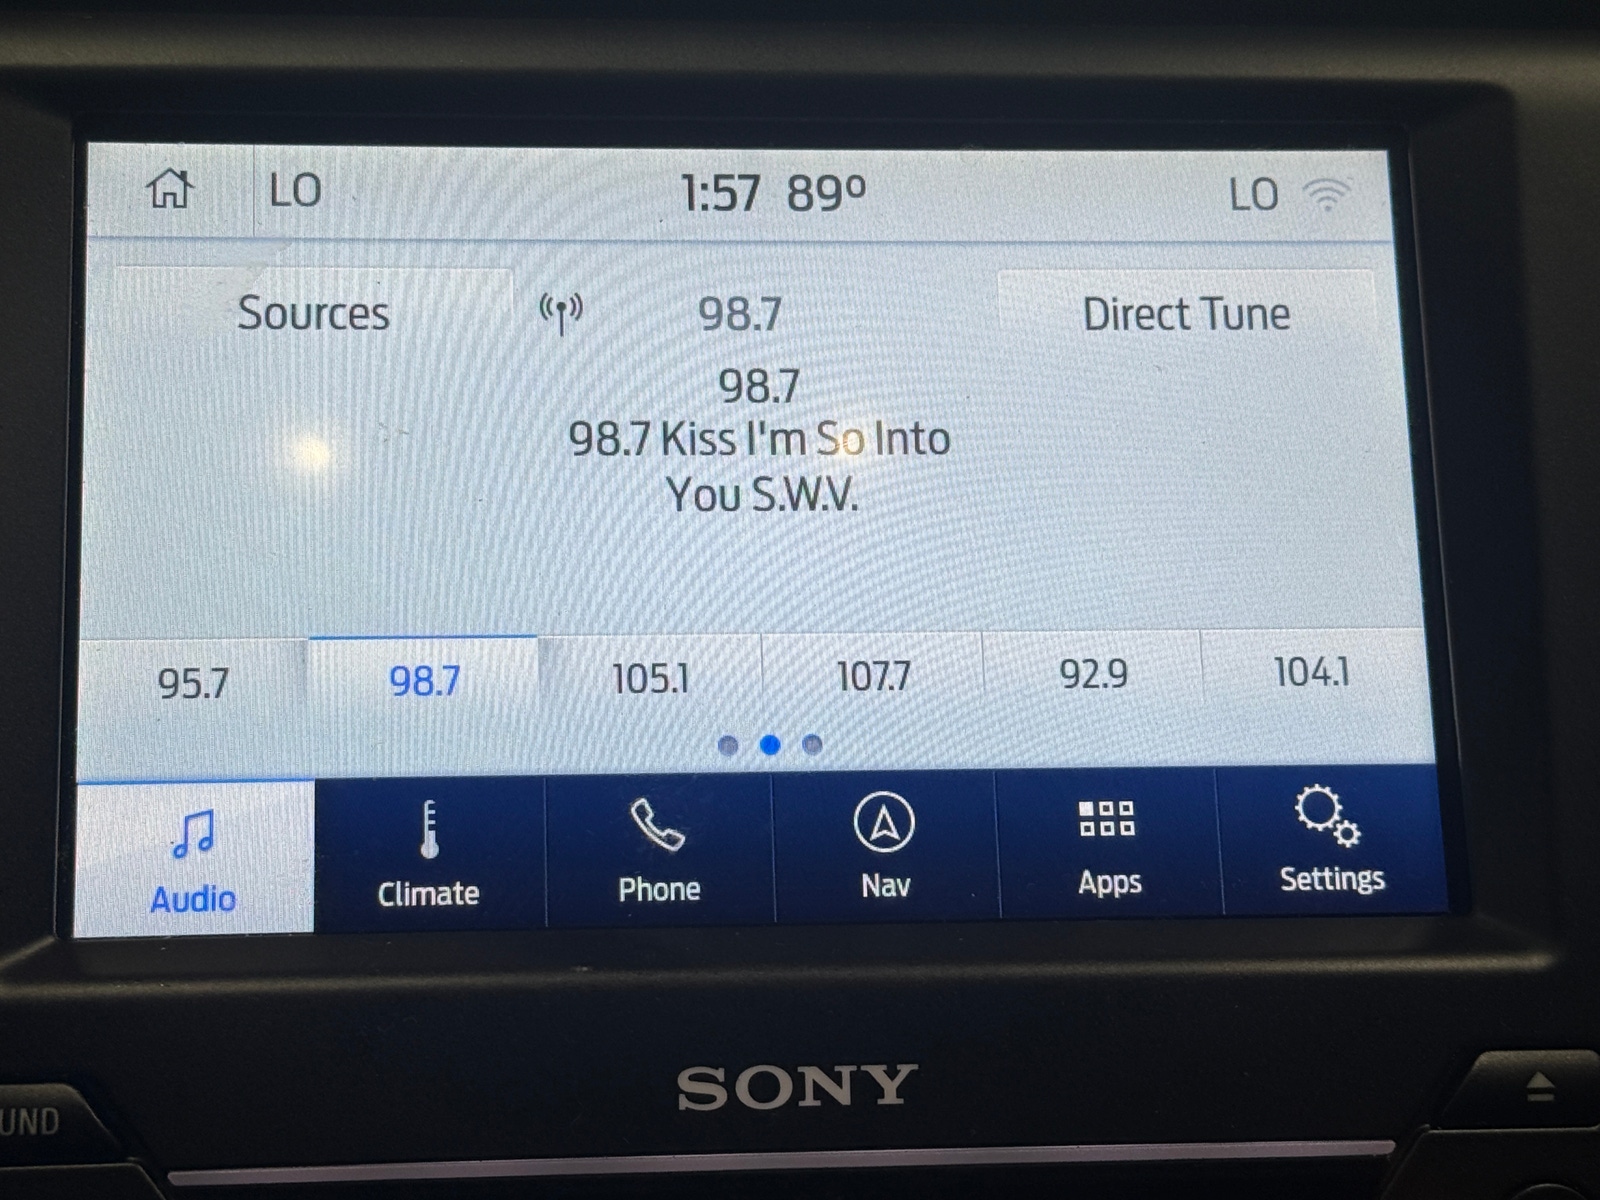 LO 1:57 89° LO
Sources 98.7 Direct Tune
98.7
98.7 Kiss I'm So Into
You S.W.V.
95.7 98.7 105.1 107.7 92.9 104.1
Audio Climate Phone Nav Apps Settings
SONY
UND